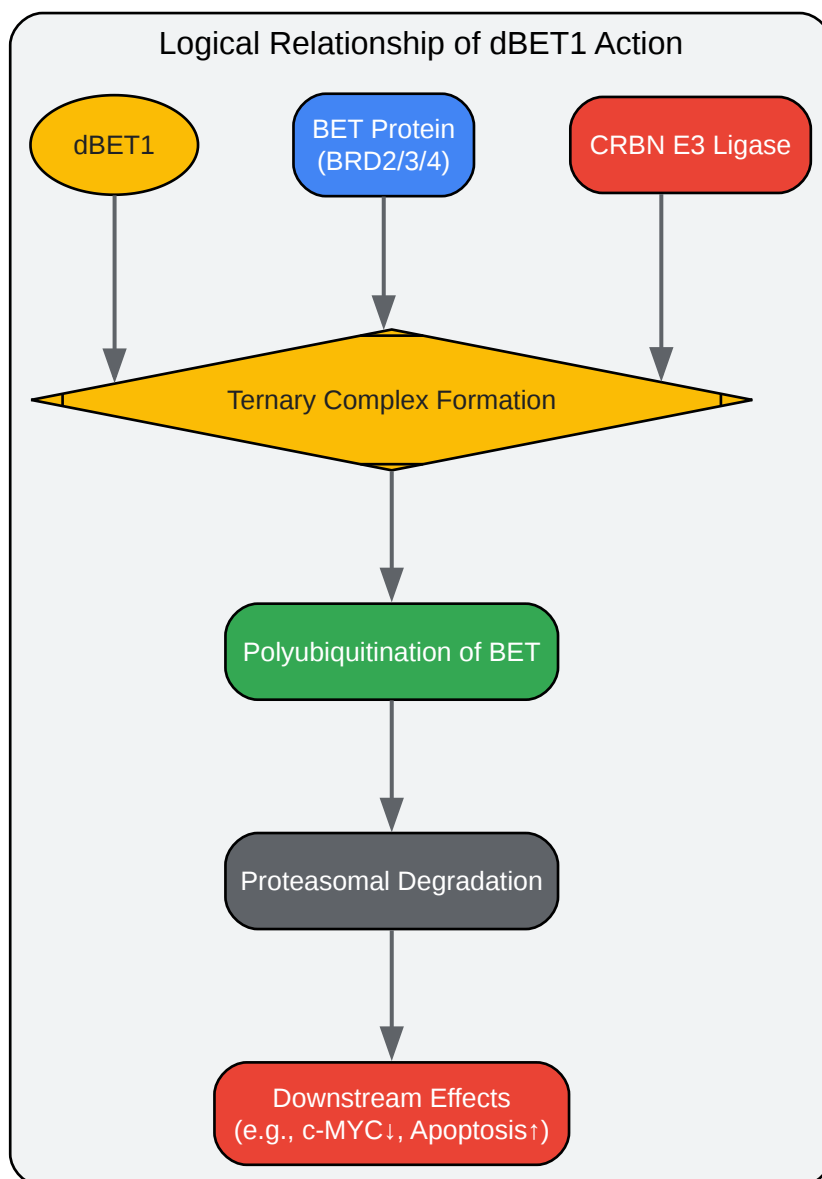 Logical Relationship of dBET1 Action
dBET1
BET Protein
(BRD2/3/4)
CRBN E3 Ligase
Ternary Complex Formation
Polyubiquitination of BET
Proteasomal Degradation
Downstream Effects
(e.g., c-MYC↓, Apoptosis↑)